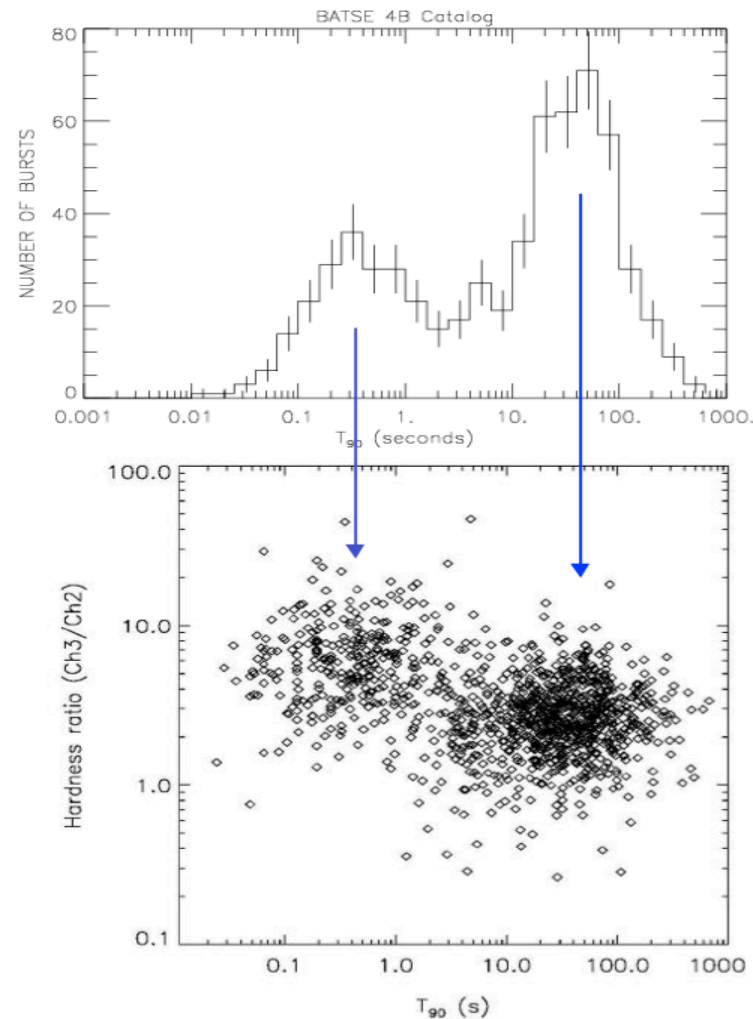 BATSE 4B Catalog
80
60
40
20
0
NUMBER OF BURSTS
0.001 0.01 0.1 1. 10. 100. 1000.
T90 (seconds)
100.0
10.0
1.0
0.1
Hardness ratio (Ch3/Ch2)
0.1 1.0 10.0 100.0 1000
T90 (s)